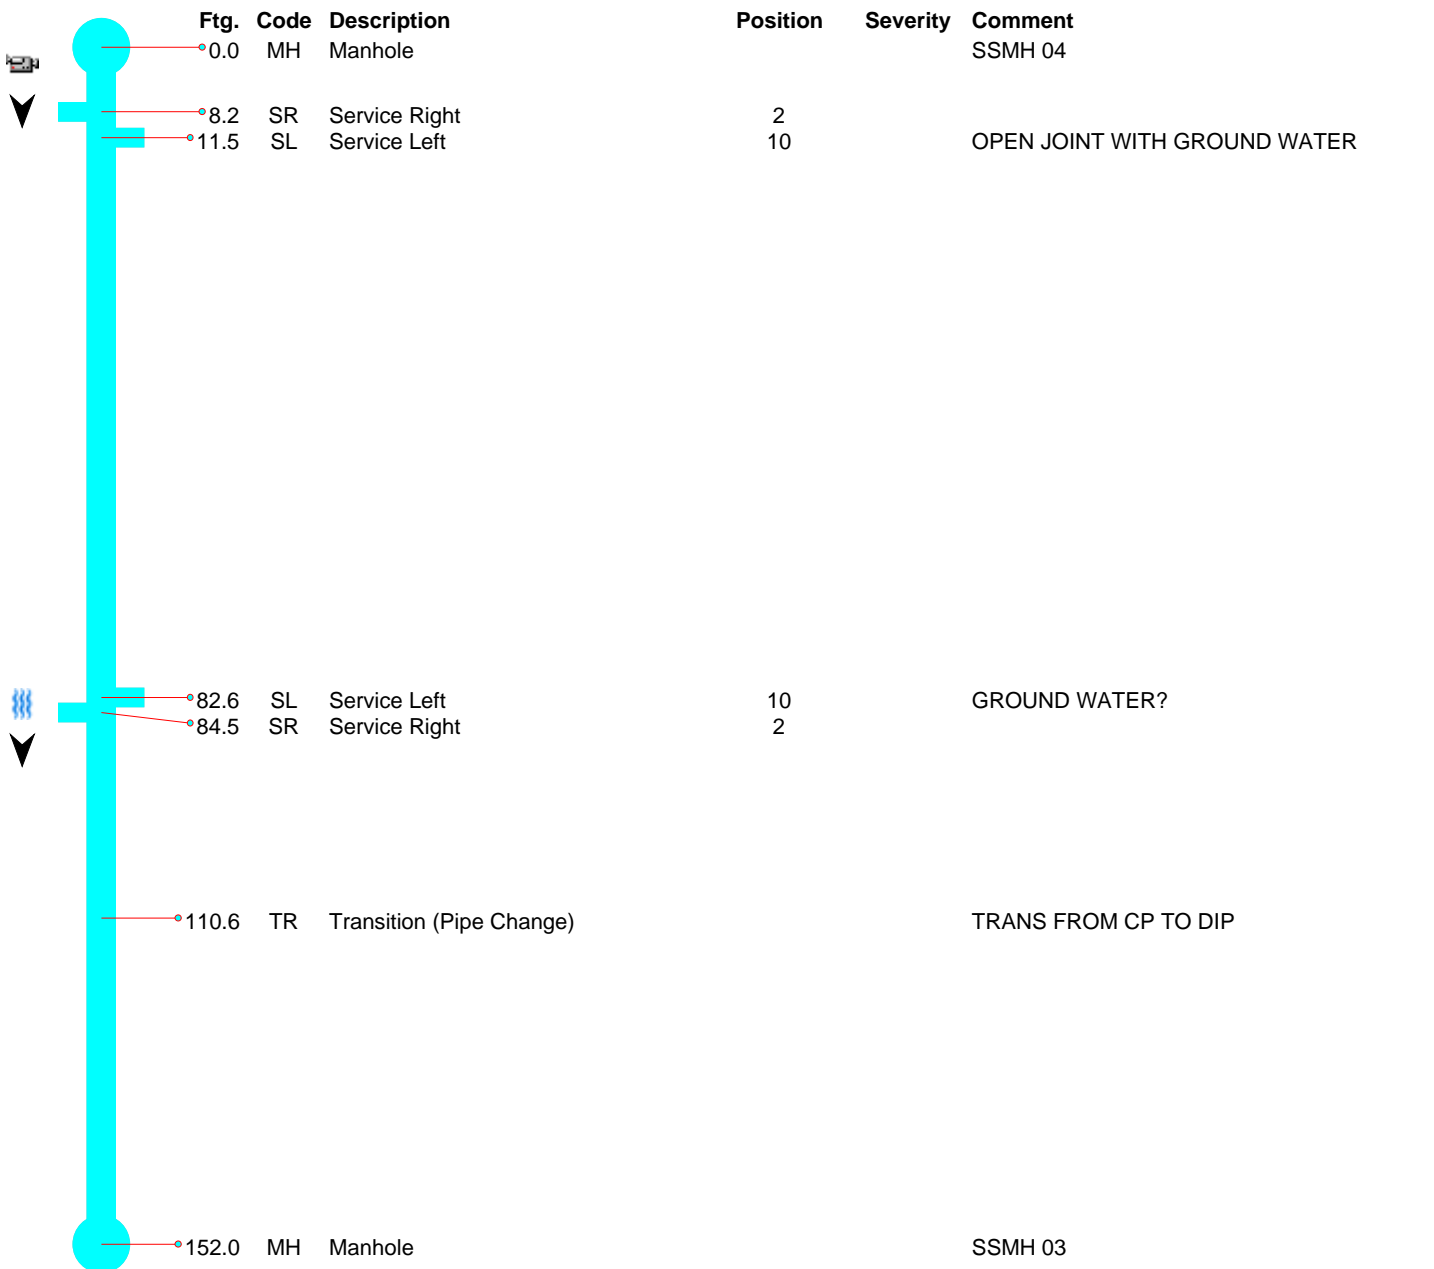 Ftg. Code Description Position Severity Comment
0.0 MH Manhole SSMH 04
8.2 SR Service Right 2
11.5 SL Service Left 10 OPEN JOINT WITH GROUND WATER
82.6 SL Service Left 10 GROUND WATER?
84.5 SR Service Right 2
110.6 TR Transition (Pipe Change) TRANS FROM CP TO DIP
152.0 MH Manhole SSMH 03